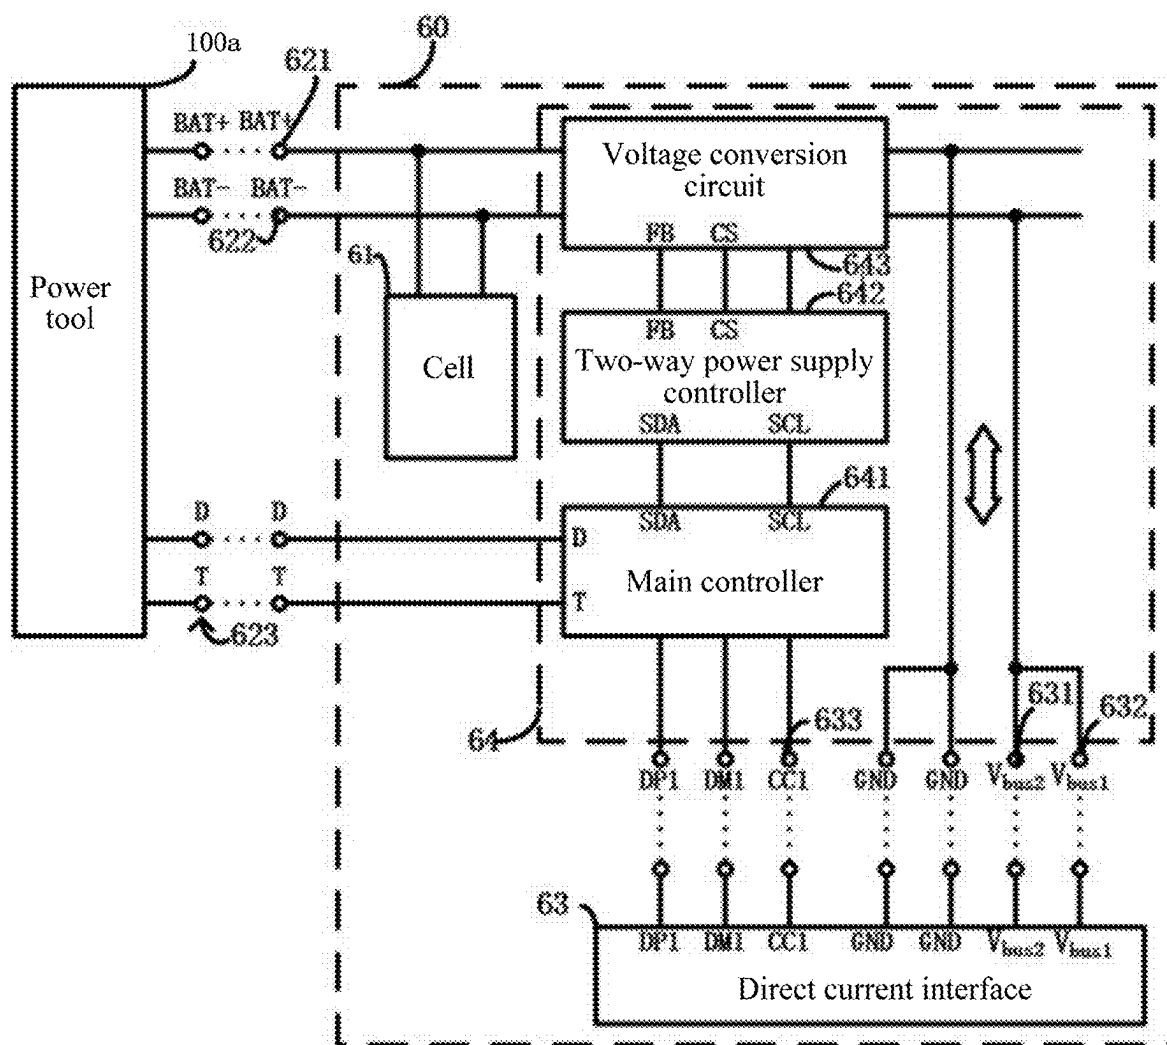 100a
60
621
BAT+ BAT+
BAT- BAT-
622
Power
tool
61
Cell
Voltage conversion
circuit
FB CS
643
642
FB CS
Two-way power supply
controller
SDA SCL
641
SDA SCL
D D D
Main controller
T T T
623
64
633
631
632
DP1 DM1 CC1 GND GND Vbus2 Vbus1
63
DP1 DM1 CC1 GND GND Vbus2 Vbus1
Direct current interface